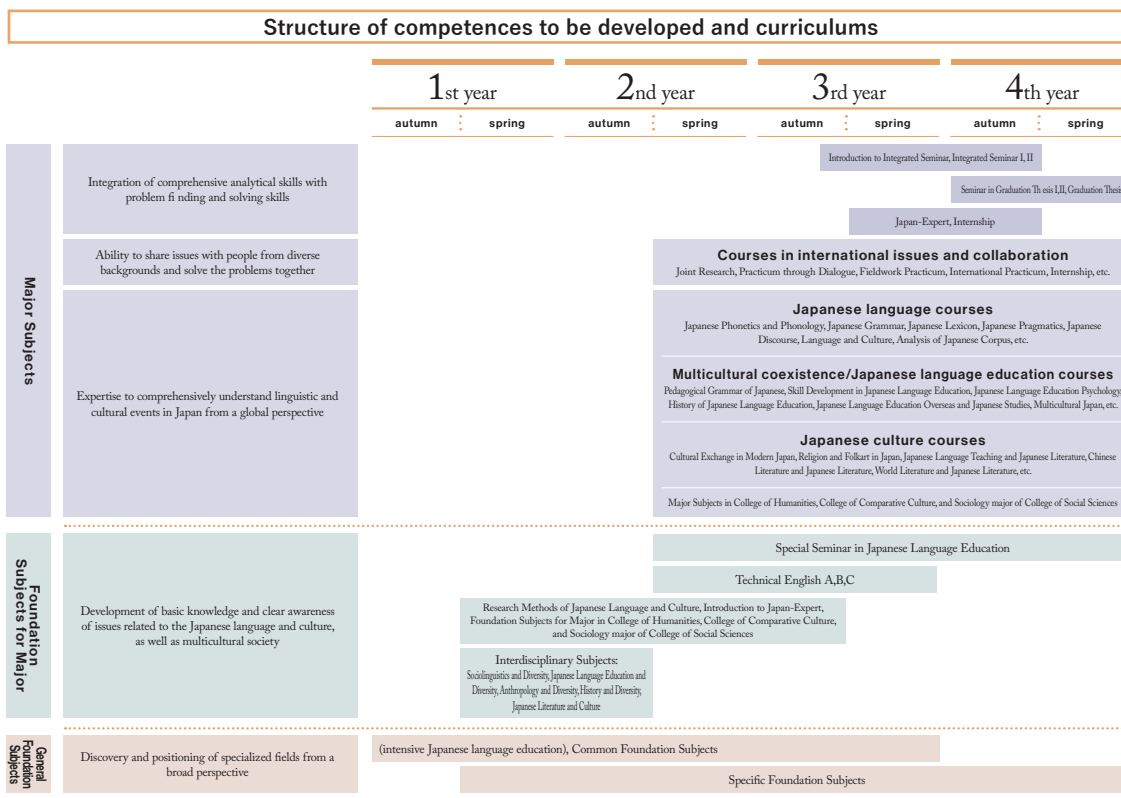 Structure of competences to be developed and curriculums
1st year
2nd year
3rd year
4th year
autumn
spring
autumn
spring
autumn
spring
autumn
spring
Major Subjects
Integration of comprehensive analytical skills with
problem fi nding and solving skills
Introduction to Integrated Seminar, Integrated Seminar I, II
Seminar in Graduation Th esis I,II, Graduation Thesis
Japan-Expert, Internship
Ability to share issues with people from diverse
backgrounds and solve the problems together
Courses in international issues and collaboration
Joint Research, Practicum through Dialogue, Fieldwork Practicum, International Practicum, Internship, etc.
Expertise to comprehensively understand linguistic and
cultural events in Japan from a global perspective
Japanese language courses
Japanese Phonetics and Phonology, Japanese Grammar, Japanese Lexicon, Japanese Pragmatics, Japanese
Discourse, Language and Culture, Analysis of Japanese Corpus, etc.
Multicultural coexistence/Japanese language education courses
Pedagogical Grammar of Japanese, Skill Development in Japanese Language Education, Japanese Language Education Psychology,
History of Japanese Language Education, Japanese Language Education Overseas and Japanese Studies, Multicultural Japan, etc.
Japanese culture courses
Cultural Exchange in Modern Japan, Religion and Folkart in Japan, Japanese Language Teaching and Japanese Literature, Chinese
Literature and Japanese Literature, World Literature and Japanese Literature, etc.
Major Subjects in College of Humanities, College of Comparative Culture, and Sociology major of College of Social Sciences
Foundation
Subjects for Major
Development of basic knowledge and clear awareness
of issues related to the Japanese language and culture,
as well as multicultural society
Special Seminar in Japanese Language Education
Technical English A,B,C
Research Methods of Japanese Language and Culture, Introduction to Japan-Expert,
Foundation Subjects for Major in College of Humanities, College of Comparative Culture,
and Sociology major of College of Social Sciences
Interdisciplinary Subjects:
Sociolinguistics and Diversity, Japanese Language Education and
Diversity, Anthropology and Diversity, History and Diversity,
Japanese Literature and Culture
General
Foundation
Subjects
Discovery and positioning of specialized fields from a
broad perspective
(intensive Japanese language education), Common Foundation Subjects
Specific Foundation Subjects